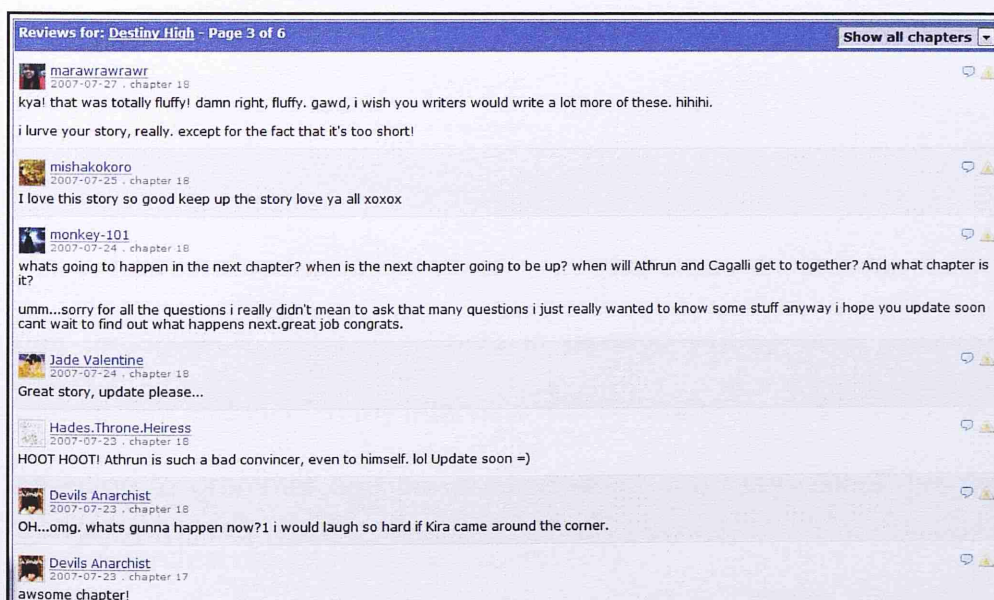 Reviews for: Destiny High - Page 3 of 6
Show all chapters
marawrawrawr
2007-07-27 . chapter 18
kya! that was totally fluffy! damn right, fluffy. gawd, i wish you writers would write a lot more of these. hihihi.
i lurve your story, really. except for the fact that it's too short!
mishakokoro
2007-07-25 . chapter 18
I love this story so good keep up the story love ya all xoxox
monkey-101
2007-07-24 . chapter 18
whats going to happen in the next chapter? when is the next chapter going to be up? when will Athrun and Cagalli get to together? And what chapter is
it?
umm...sorry for all the questions i really didn't mean to ask that many questions i just really wanted to know some stuff anyway i hope you update soon
cant wait to find out what happens next.great job congrats.
Jade Valentine
2007-07-24 . chapter 18
Great story, update please...
Hades.Throne.Heiress
2007-07-23 . chapter 18
HOOT HOOT! Athrun is such a bad convincer, even to himself. lol Update soon =)
Devils Anarchist
2007-07-23 . chapter 18
OH...omg. whats gunna happen now?1 i would laugh so hard if Kira came around the corner.
Devils Anarchist
2007-07-23 . chapter 17
awsome chapter!